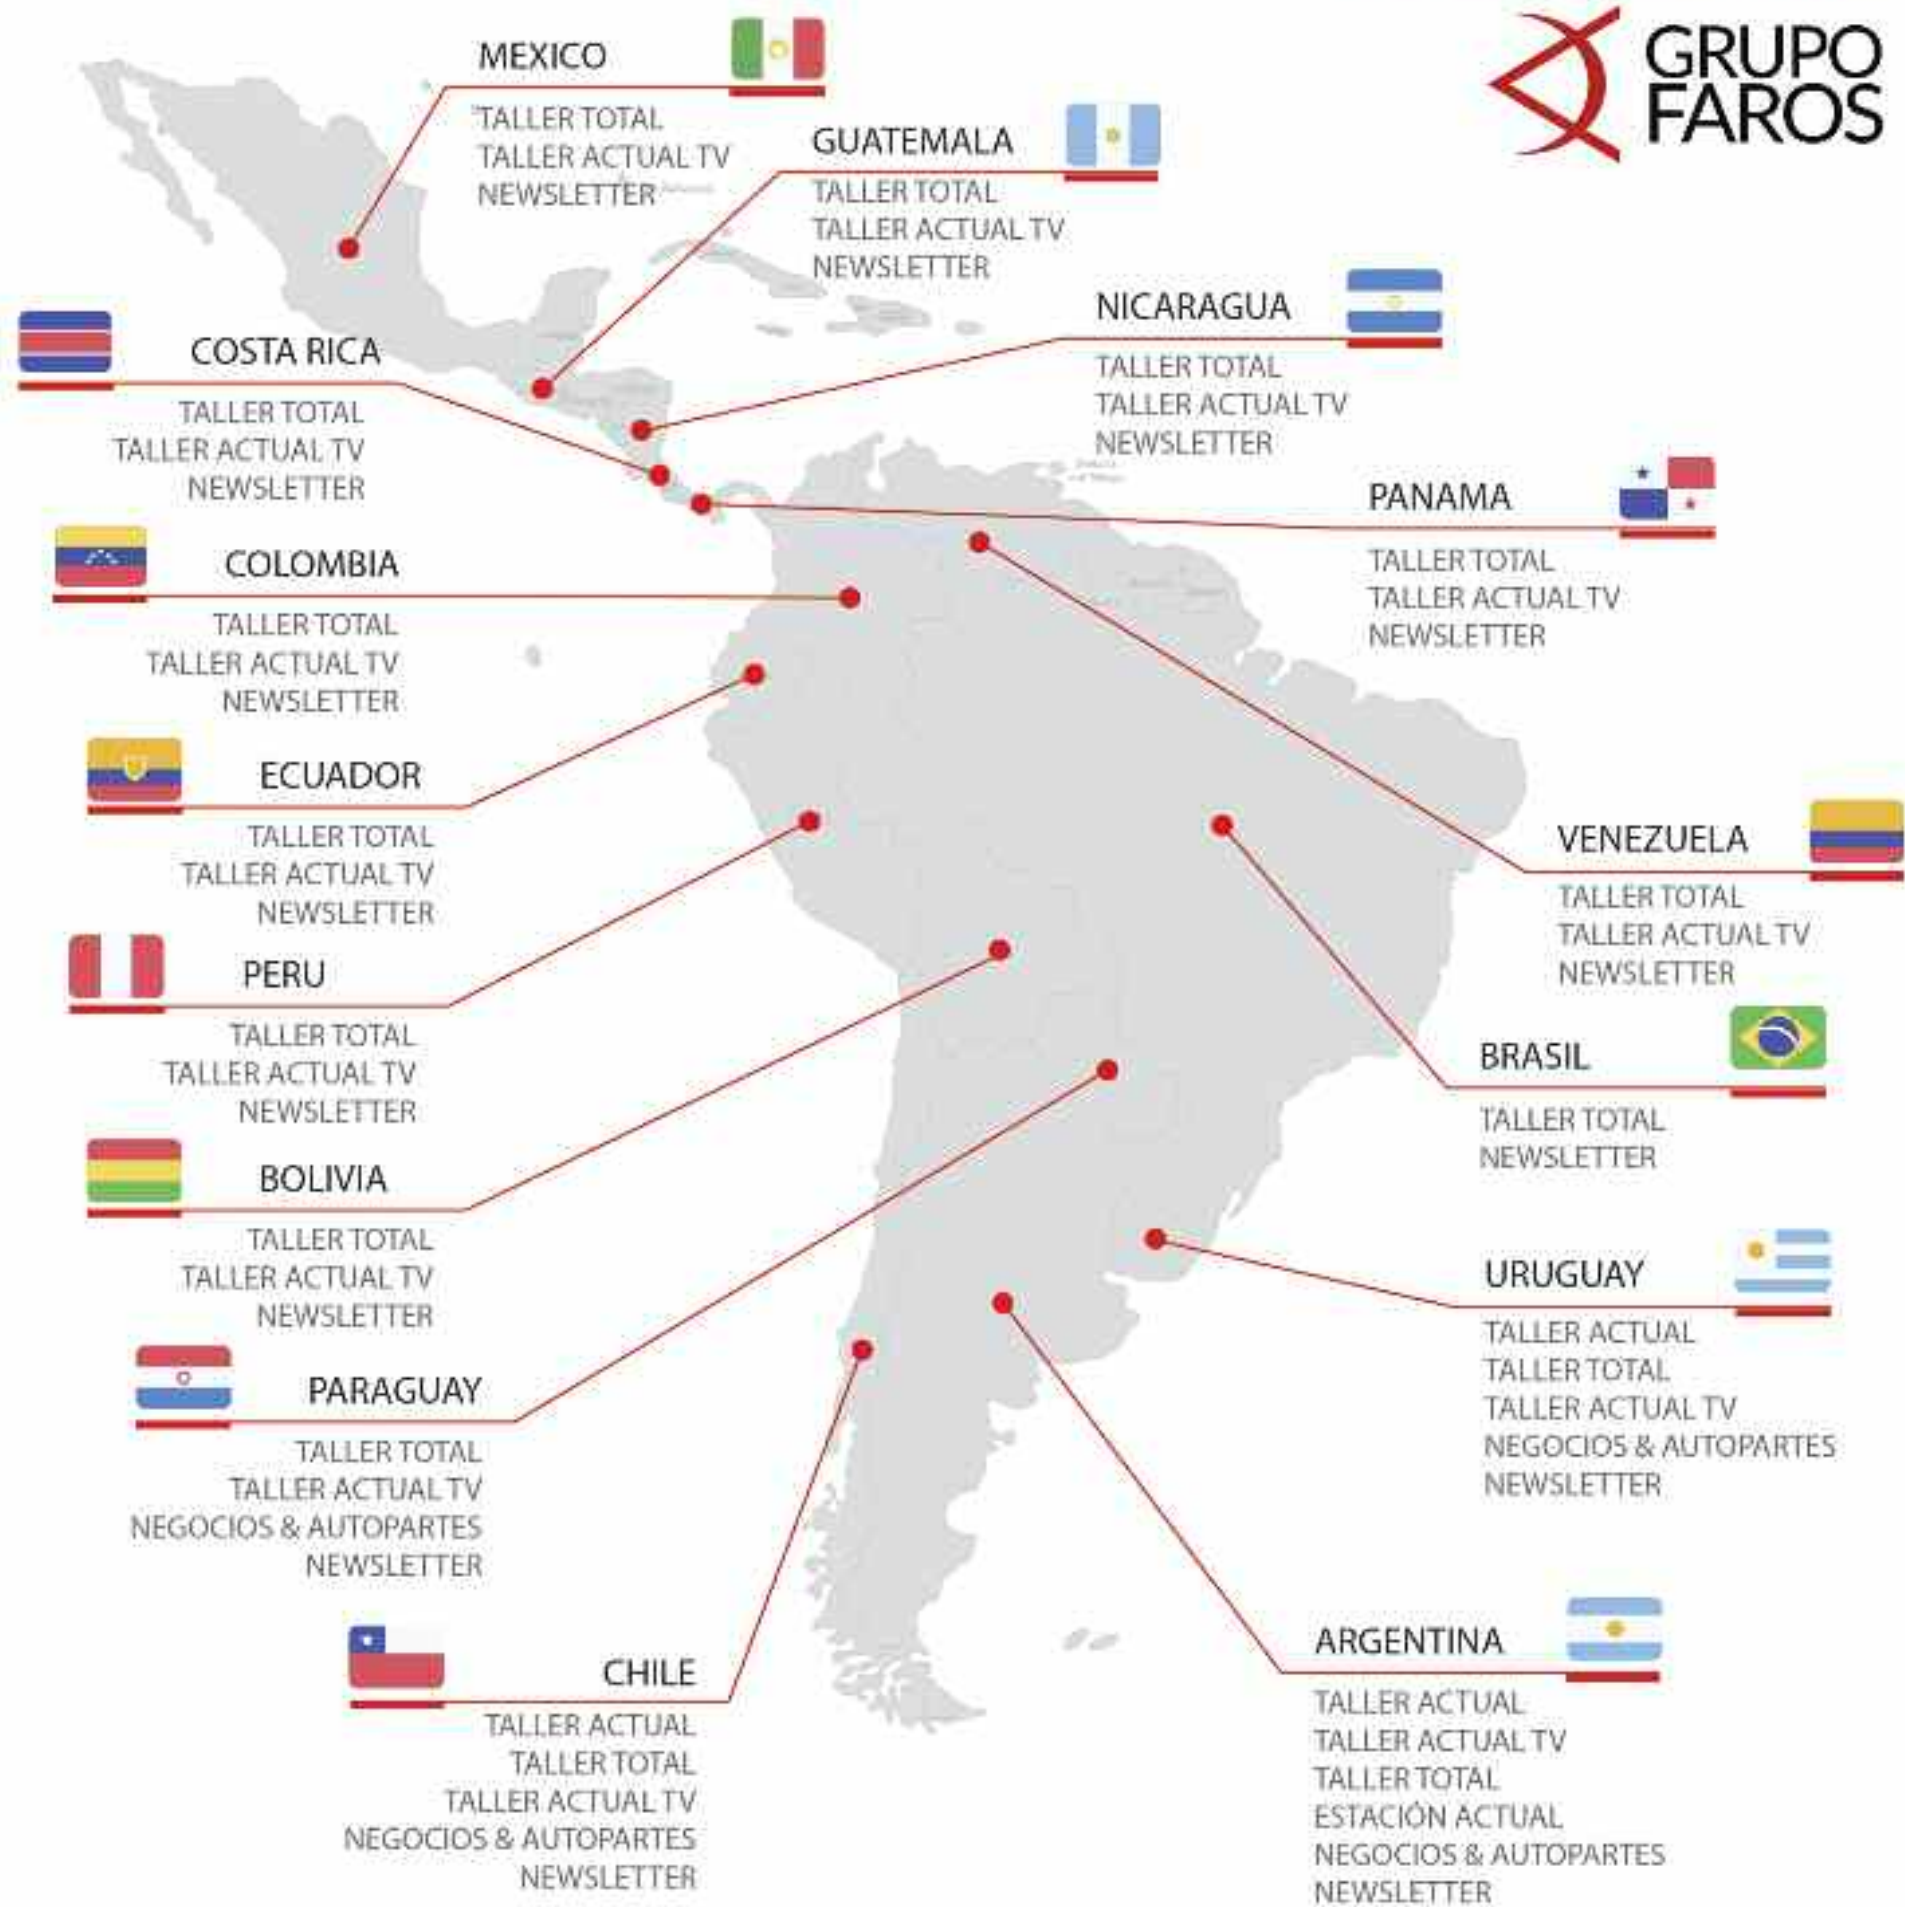 GRUPO
FAROS
MEXICO
TALLER TOTAL
TALLER ACTUAL TV
NEWSLETTER
GUATEMALA
TALLER TOTAL
TALLER ACTUAL TV
NEWSLETTER
NICARAGUA
TALLER TOTAL
TALLER ACTUAL TV
NEWSLETTER
COSTA RICA
TALLER TOTAL
TALLER ACTUAL TV
NEWSLETTER
PANAMA
TALLER TOTAL
TALLER ACTUAL TV
NEWSLETTER
COLOMBIA
TALLER TOTAL
TALLER ACTUAL TV
NEWSLETTER
ECUADOR
TALLER TOTAL
TALLER ACTUAL TV
NEWSLETTER
VENEZUELA
TALLER TOTAL
TALLER ACTUAL TV
NEWSLETTER
PERU
TALLER TOTAL
TALLER ACTUAL TV
NEWSLETTER
BRASIL
TALLER TOTAL
NEWSLETTER
BOLIVIA
TALLER TOTAL
TALLER ACTUAL TV
NEWSLETTER
URUGUAY
TALLER ACTUAL
TALLER TOTAL
TALLER ACTUAL TV
NEGOCIOS & AUTOPARTES
NEWSLETTER
PARAGUAY
TALLER TOTAL
TALLER ACTUAL TV
NEGOCIOS & AUTOPARTES
NEWSLETTER
CHILE
TALLER ACTUAL
TALLER TOTAL
TALLER ACTUAL TV
NEGOCIOS & AUTOPARTES
NEWSLETTER
ARGENTINA
TALLER ACTUAL
TALLER ACTUAL TV
TALLER TOTAL
ESTACIÓN ACTUAL
NEGOCIOS & AUTOPARTES
NEWSLETTER